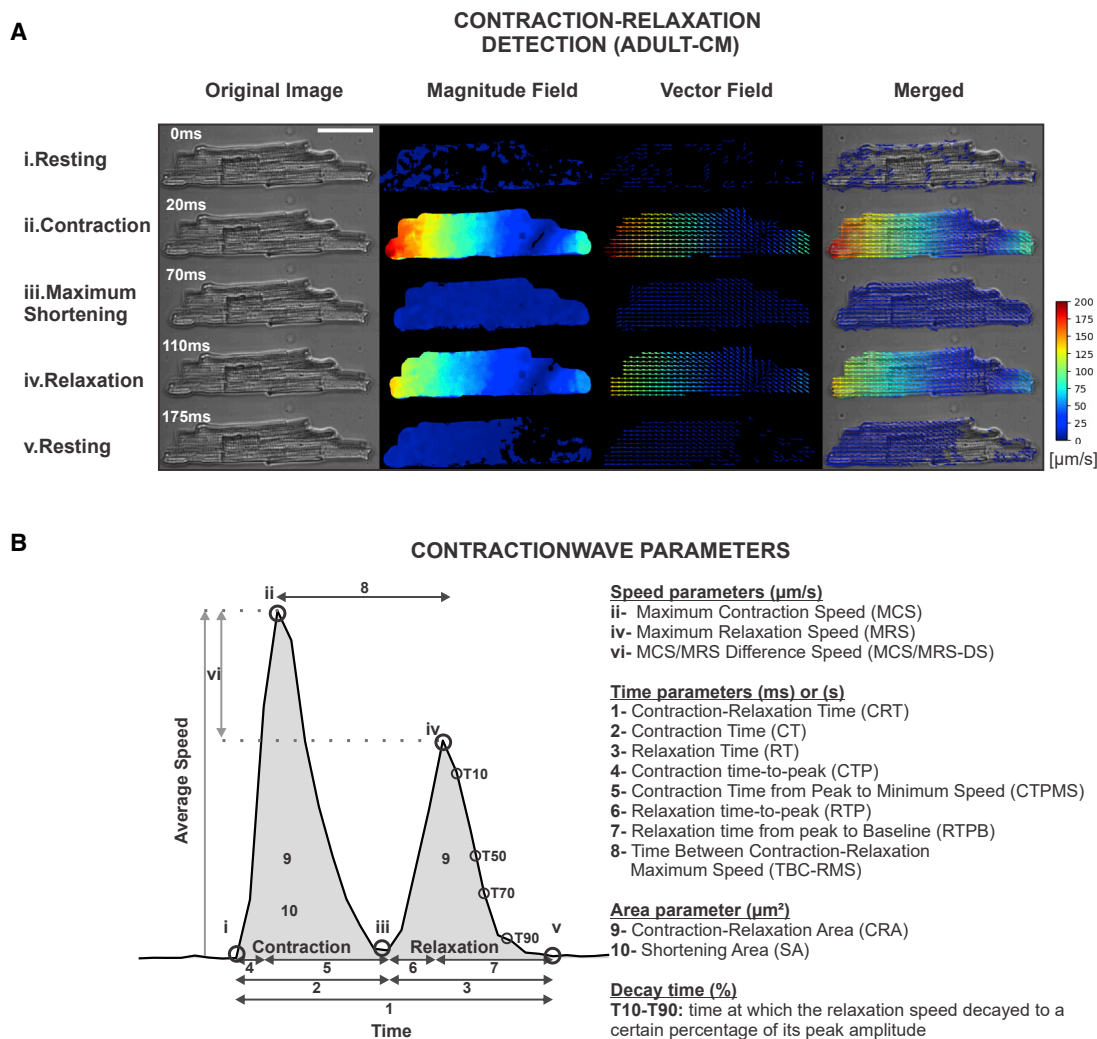 A
CONTRACTION-RELAXATION
DETECTION (ADULT-CM)
Original Image
Magnitude Field
Vector Field
Merged
i.Resting
0ms
ii.Contraction
20ms
iii.Maximum
Shortening
70ms
iv.Relaxation
110ms
v.Resting
175ms
200
175
150
125
100
75
50
25
0
[µm/s]
B
CONTRACTIONWAVE PARAMETERS
ii
8
vi
iv
T10
T50
T70
T90
9
10
9
i
iii
v
Contraction
Relaxation
4
5
6
7
2
3
1
Average Speed
Time
Speed parameters (µm/s)
ii- Maximum Contraction Speed (MCS)
iv- Maximum Relaxation Speed (MRS)
vi- MCS/MRS Difference Speed (MCS/MRS-DS)
Time parameters (ms) or (s)
1- Contraction-Relaxation Time (CRT)
2- Contraction Time (CT)
3- Relaxation Time (RT)
4- Contraction time-to-peak (CTP)
5- Contraction Time from Peak to Minimum Speed (CTPMS)
6- Relaxation time-to-peak (RTP)
7- Relaxation time from peak to Baseline (RTPB)
8- Time Between Contraction-Relaxation
Maximum Speed (TBC-RMS)
Area parameter (µm²)
9- Contraction-Relaxation Area (CRA)
10- Shortening Area (SA)
Decay time (%)
T10-T90: time at which the relaxation speed decayed to a
certain percentage of its peak amplitude